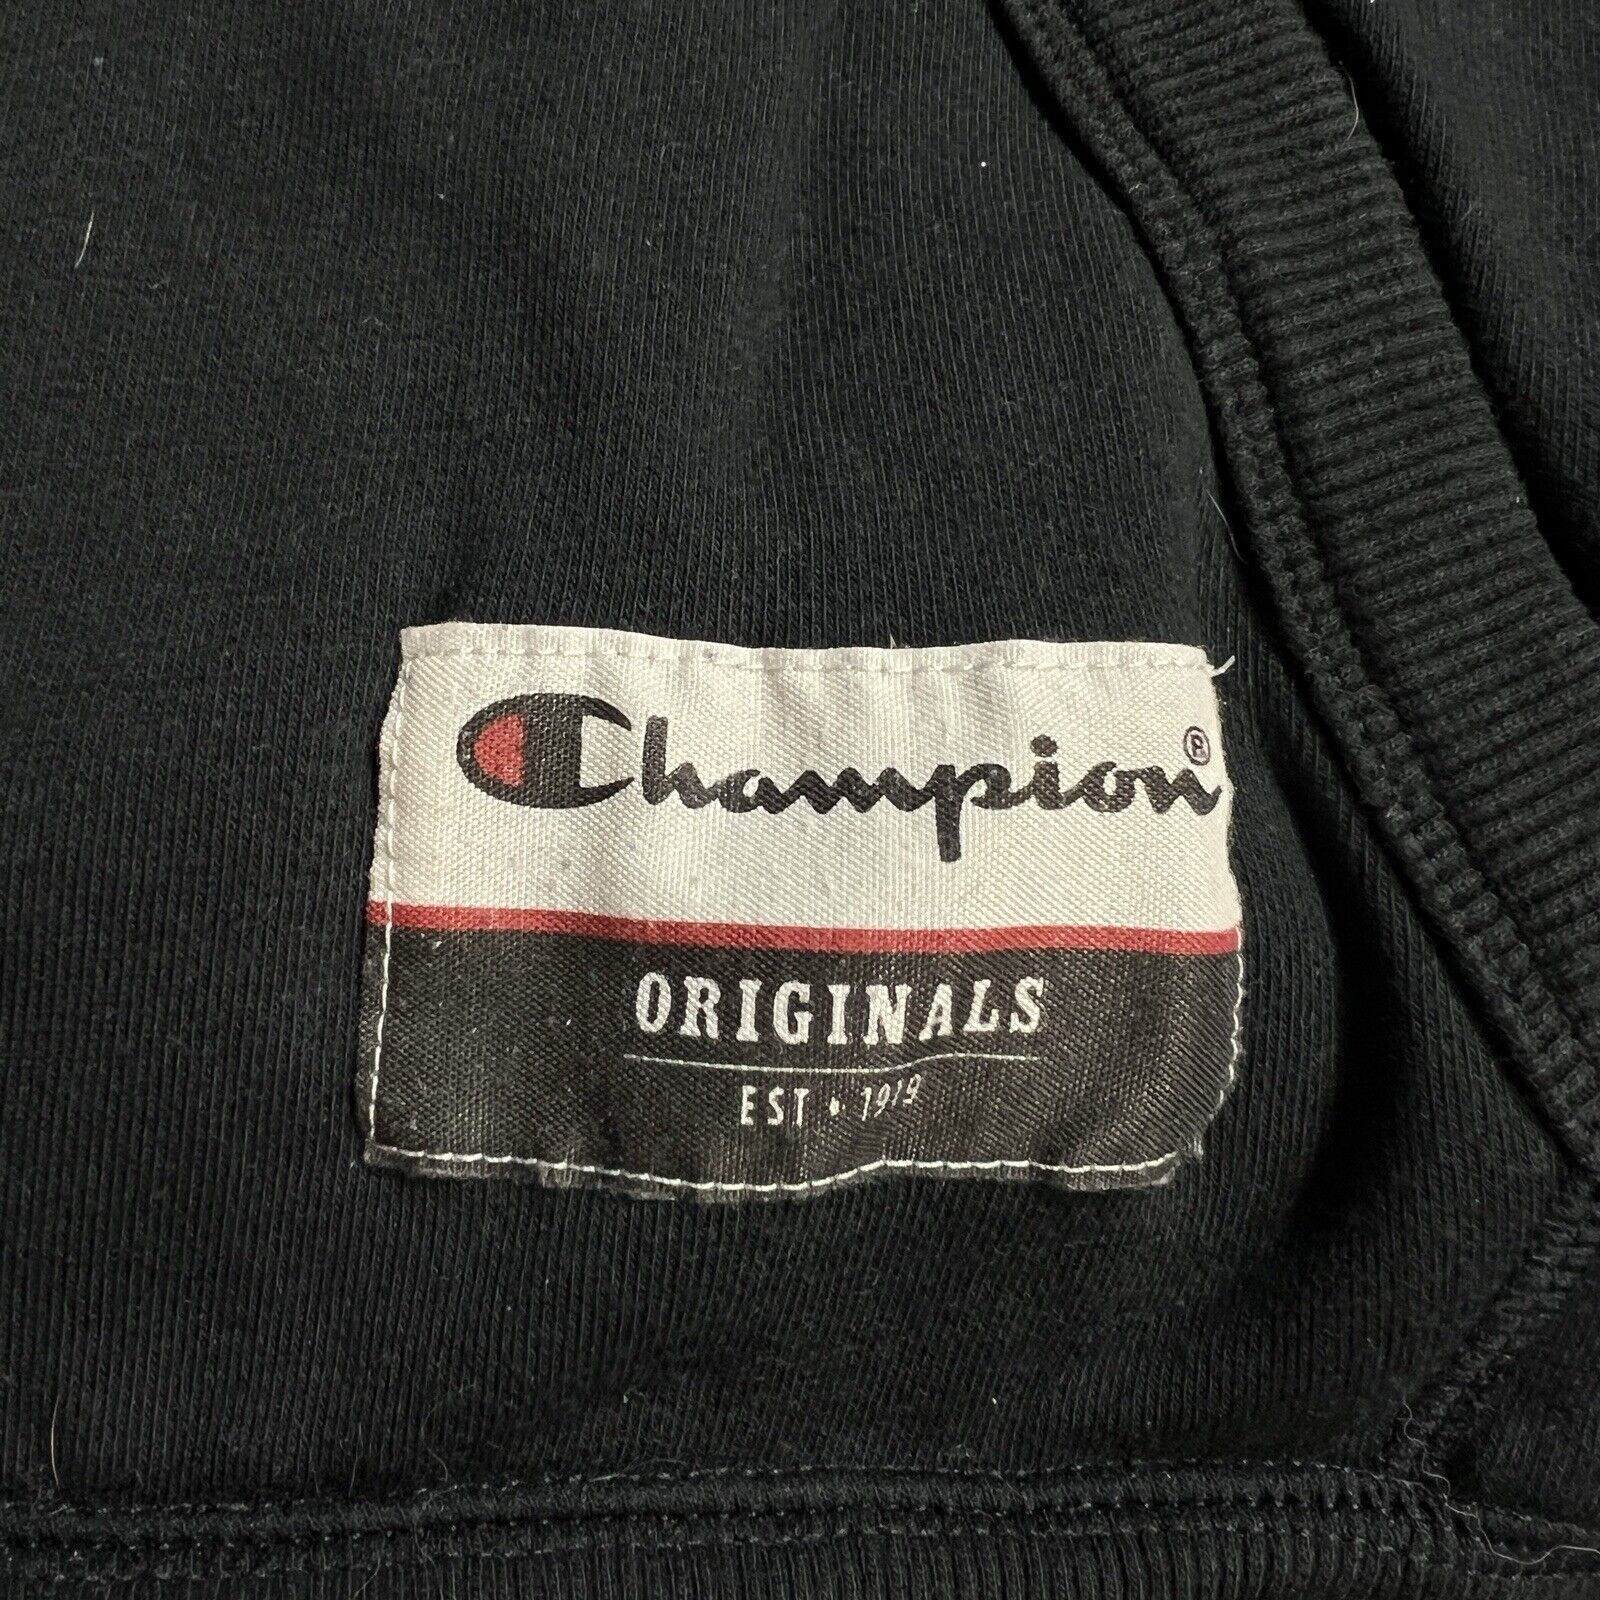 Champion®
ORIGINALS
EST • 1919